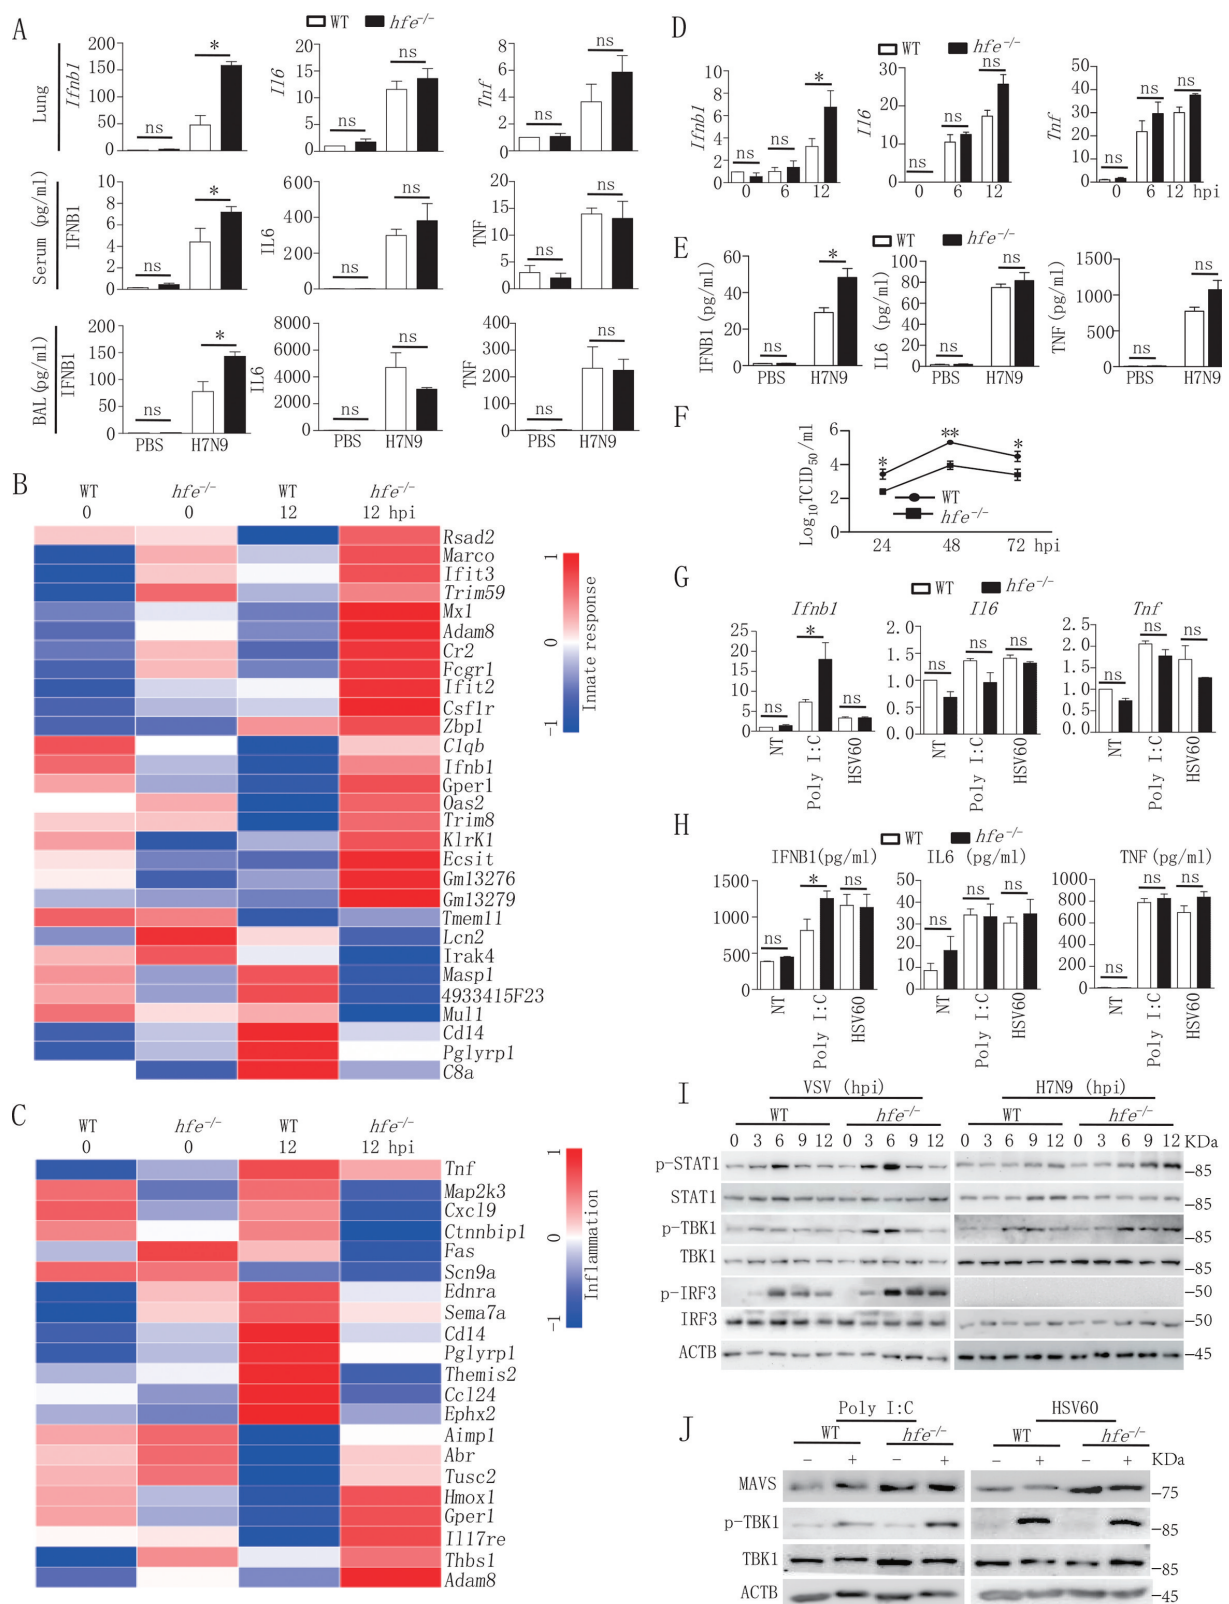 A
WT hfe−/−
Lung
Ifnb1
200
150
100
50
0
ns
*
Il6
20
15
10
5
0
ns
ns
Tnf
6
4
2
0
ns
ns
Serum (pg/ml)
IFNB1
10
8
6
4
2
0
ns
*
IL6
600
400
200
0
ns
ns
TNF
20
15
10
5
0
ns
ns
BAL (pg/ml)
IFNB1
200
150
100
50
0
ns
*
PBS H7N9
IL6
8000
6000
4000
2000
0
ns
ns
PBS H7N9
TNF
400
300
200
100
0
ns
ns
PBS H7N9
B
WT hfe−/− WT hfe−/−
0 0 12 12 hpi
Rsad2
Marco
Ifit3
Trim59
Mx1
Adam8
Cr2
Fcgr1
Ifit2
Csf1r
Zbp1
C1qb
Ifnb1
Gper1
Oas2
Trim8
KlrK1
Ecsit
Gm13276
Gm13279
Tmem11
Lcn2
Irak4
Masp1
4933415F23
Mul1
Cd14
Pglyrp1
C8a
−1 0 1
Innate response
C
WT hfe−/− WT hfe−/−
0 0 12 12 hpi
Tnf
Map2k3
Cxcl9
Ctnnbip1
Fas
Scn9a
Ednra
Sema7a
Cd14
Pglyrp1
Themis2
Ccl24
Ephx2
Aimp1
Abr
Tusc2
Hmox1
Gper1
Il17re
Thbs1
Adam8
−1 0 1
Inflammation
D
WT hfe−/−
Ifnb1
10
8
6
4
2
0
ns
ns
*
0 6 12
Il6
30
20
10
0
ns
ns
0 6 12
Tnf
50
40
30
20
10
0
ns
ns
ns
0 6 12 hpi
E
WT hfe−/−
IFNB1 (pg/ml)
60
40
20
0
ns
*
PBS H7N9
IL6 (pg/ml)
100
80
60
40
20
0
ns
ns
PBS H7N9
TNF (pg/ml)
1500
1000
500
0
ns
ns
PBS H7N9
F
Log10TCID50/ml
6
4
2
0
*
**
*
WT
hfe−/−
24 48 72 hpi
G
WT hfe−/−
Ifnb1
25
20
15
10
5
0
ns
*
ns
NT Poly I:C HSV60
Il6
2.0
1.5
1.0
0.5
0.0
ns
ns
ns
NT Poly I:C HSV60
Tnf
2.5
2.0
1.5
1.0
0.5
0.0
ns
ns
ns
NT Poly I:C HSV60
H
WT hfe−/−
IFNB1(pg/ml)
1500
1000
500
0
ns
*
ns
NT Poly I:C HSV60
IL6 (pg/ml)
50
40
30
20
10
0
ns
ns
ns
NT Poly I:C HSV60
TNF (pg/ml)
1000
800
600
400
200
0
ns
ns
ns
NT Poly I:C HSV60
I
VSV (hpi) H7N9 (hpi)
WT hfe−/− WT hfe−/−
0 3 6 9 12 0 3 6 9 12 0 3 6 9 12 0 3 6 9 12 KDa
p-STAT1 −85
STAT1 −85
p-TBK1 −85
TBK1 −85
p-IRF3 −50
IRF3 −50
ACTB −45
J
Poly I:C HSV60
WT hfe−/− WT hfe−/−
− + − + − + − + KDa
MAVS −75
p-TBK1 −85
TBK1 −85
ACTB −45